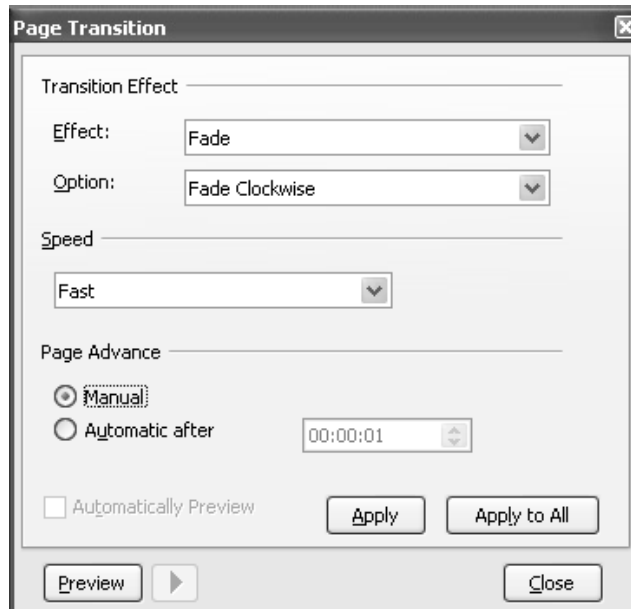 Page Transition
Transition Effect
Effect: Fade
Option: Fade Clockwise
Speed
Fast
Page Advance
Manual
Automatic after 00:00:01
Automatically Preview Apply Apply to All
Preview Close